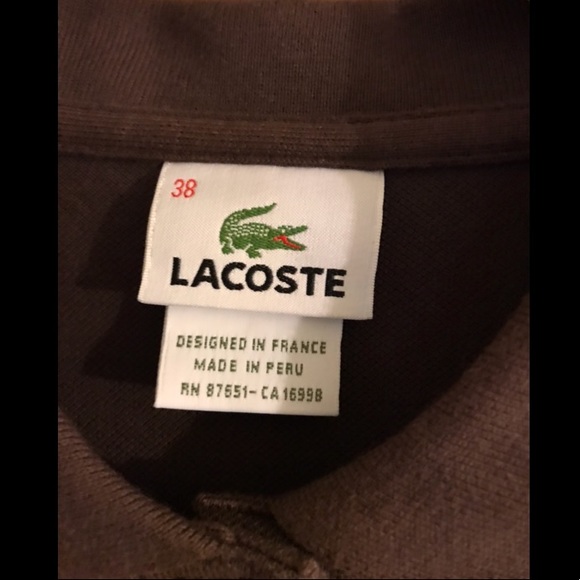 38
LACOSTE
DESIGNED IN FRANCE
MADE IN PERU
RN 87651-CA16998